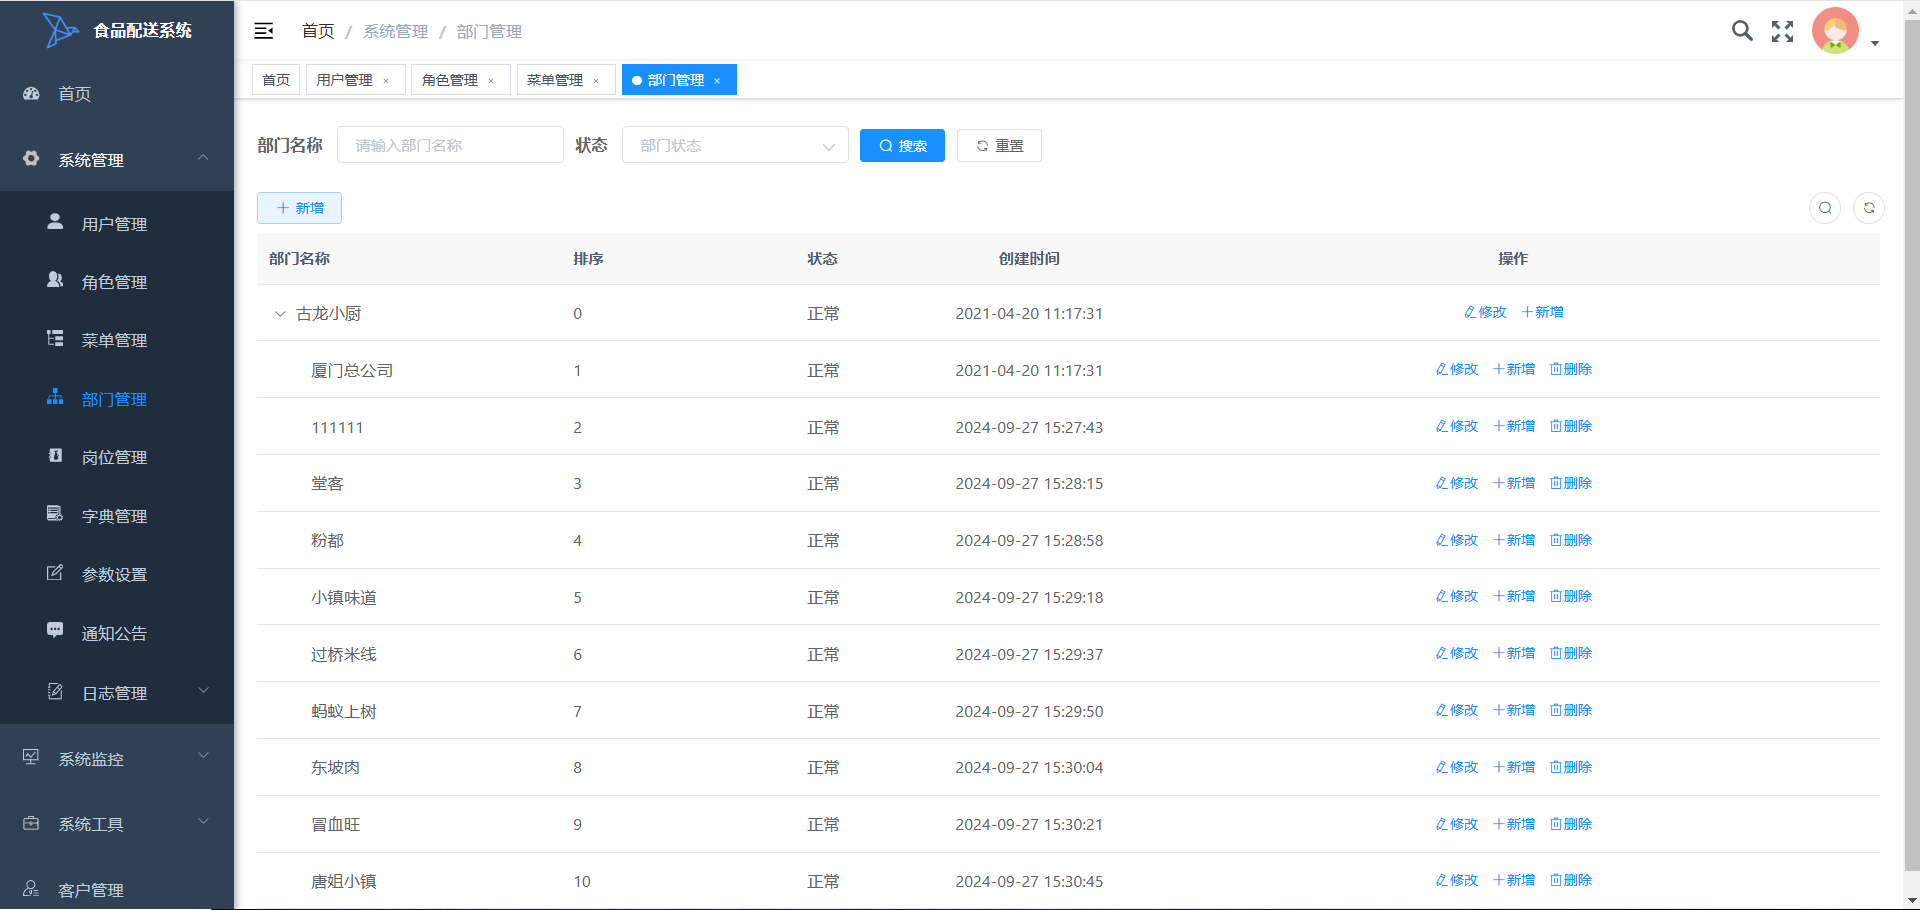 食品配送系统
首页
系统管理
用户管理
角色管理
菜单管理
部门管理
岗位管理
字典管理
参数设置
通知公告
日志管理
系统监控
系统工具
客户管理
首页 / 系统管理 / 部门管理
首页 用户管理 × 角色管理 × 菜单管理 × 部门管理 ×
部门名称 请输入部门名称 状态 部门状态 搜索 重置
新增
部门名称 排序 状态 创建时间 操作
古龙小厨 0 正常 2021-04-20 11:17:31 修改 新增
厦门总公司 1 正常 2021-04-20 11:17:31 修改 新增 删除
111111 2 正常 2024-09-27 15:27:43 修改 新增 删除
堂客 3 正常 2024-09-27 15:28:15 修改 新增 删除
粉都 4 正常 2024-09-27 15:28:58 修改 新增 删除
小镇味道 5 正常 2024-09-27 15:29:18 修改 新增 删除
过桥米线 6 正常 2024-09-27 15:29:37 修改 新增 删除
蚂蚁上树 7 正常 2024-09-27 15:29:50 修改 新增 删除
东坡肉 8 正常 2024-09-27 15:30:04 修改 新增 删除
冒血旺 9 正常 2024-09-27 15:30:21 修改 新增 删除
唐姐小镇 10 正常 2024-09-27 15:30:45 修改 新增 删除